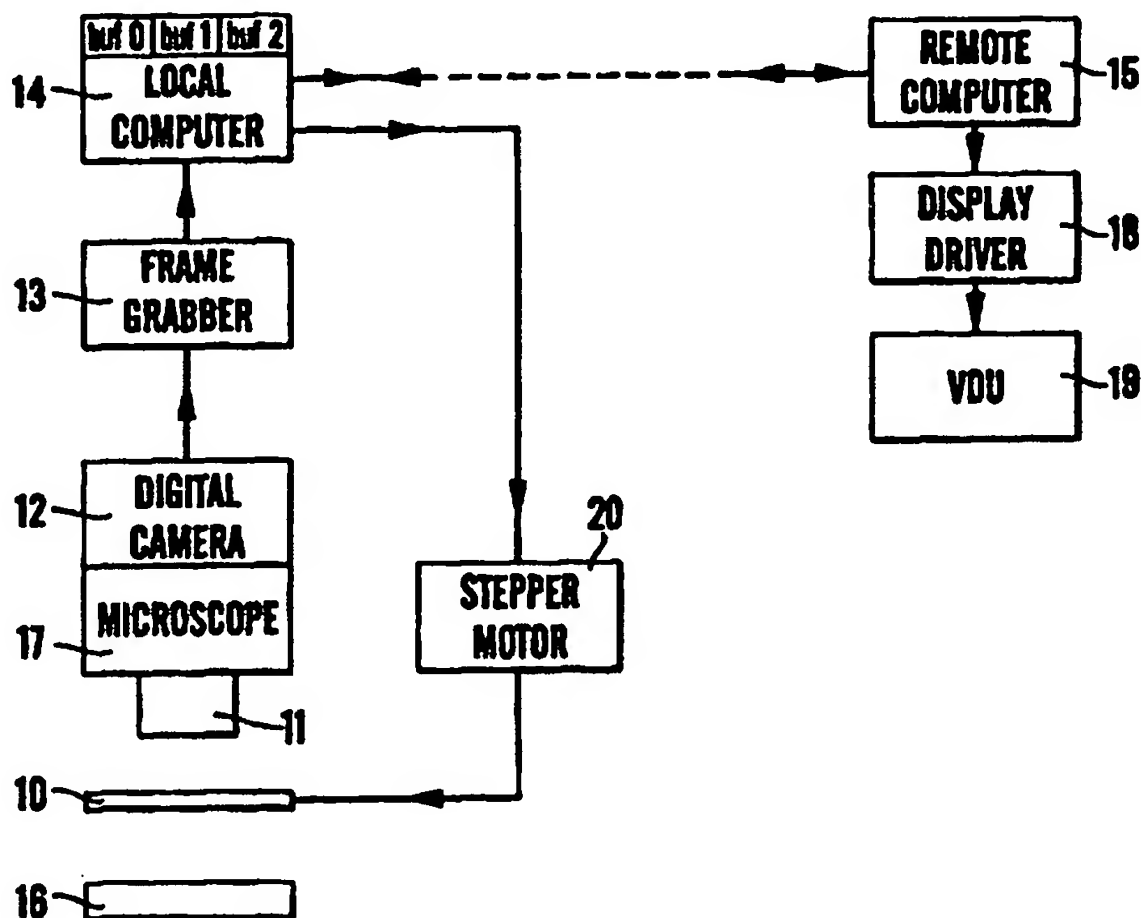 buf 0 buf 1 buf 2
14
LOCAL
COMPUTER
REMOTE
COMPUTER
15
13
FRAME
GRABBER
DISPLAY
DRIVER
18
VDU
19
12
DIGITAL
CAMERA
20
STEPPER
MOTOR
MICROSCOPE
17
11
10
16